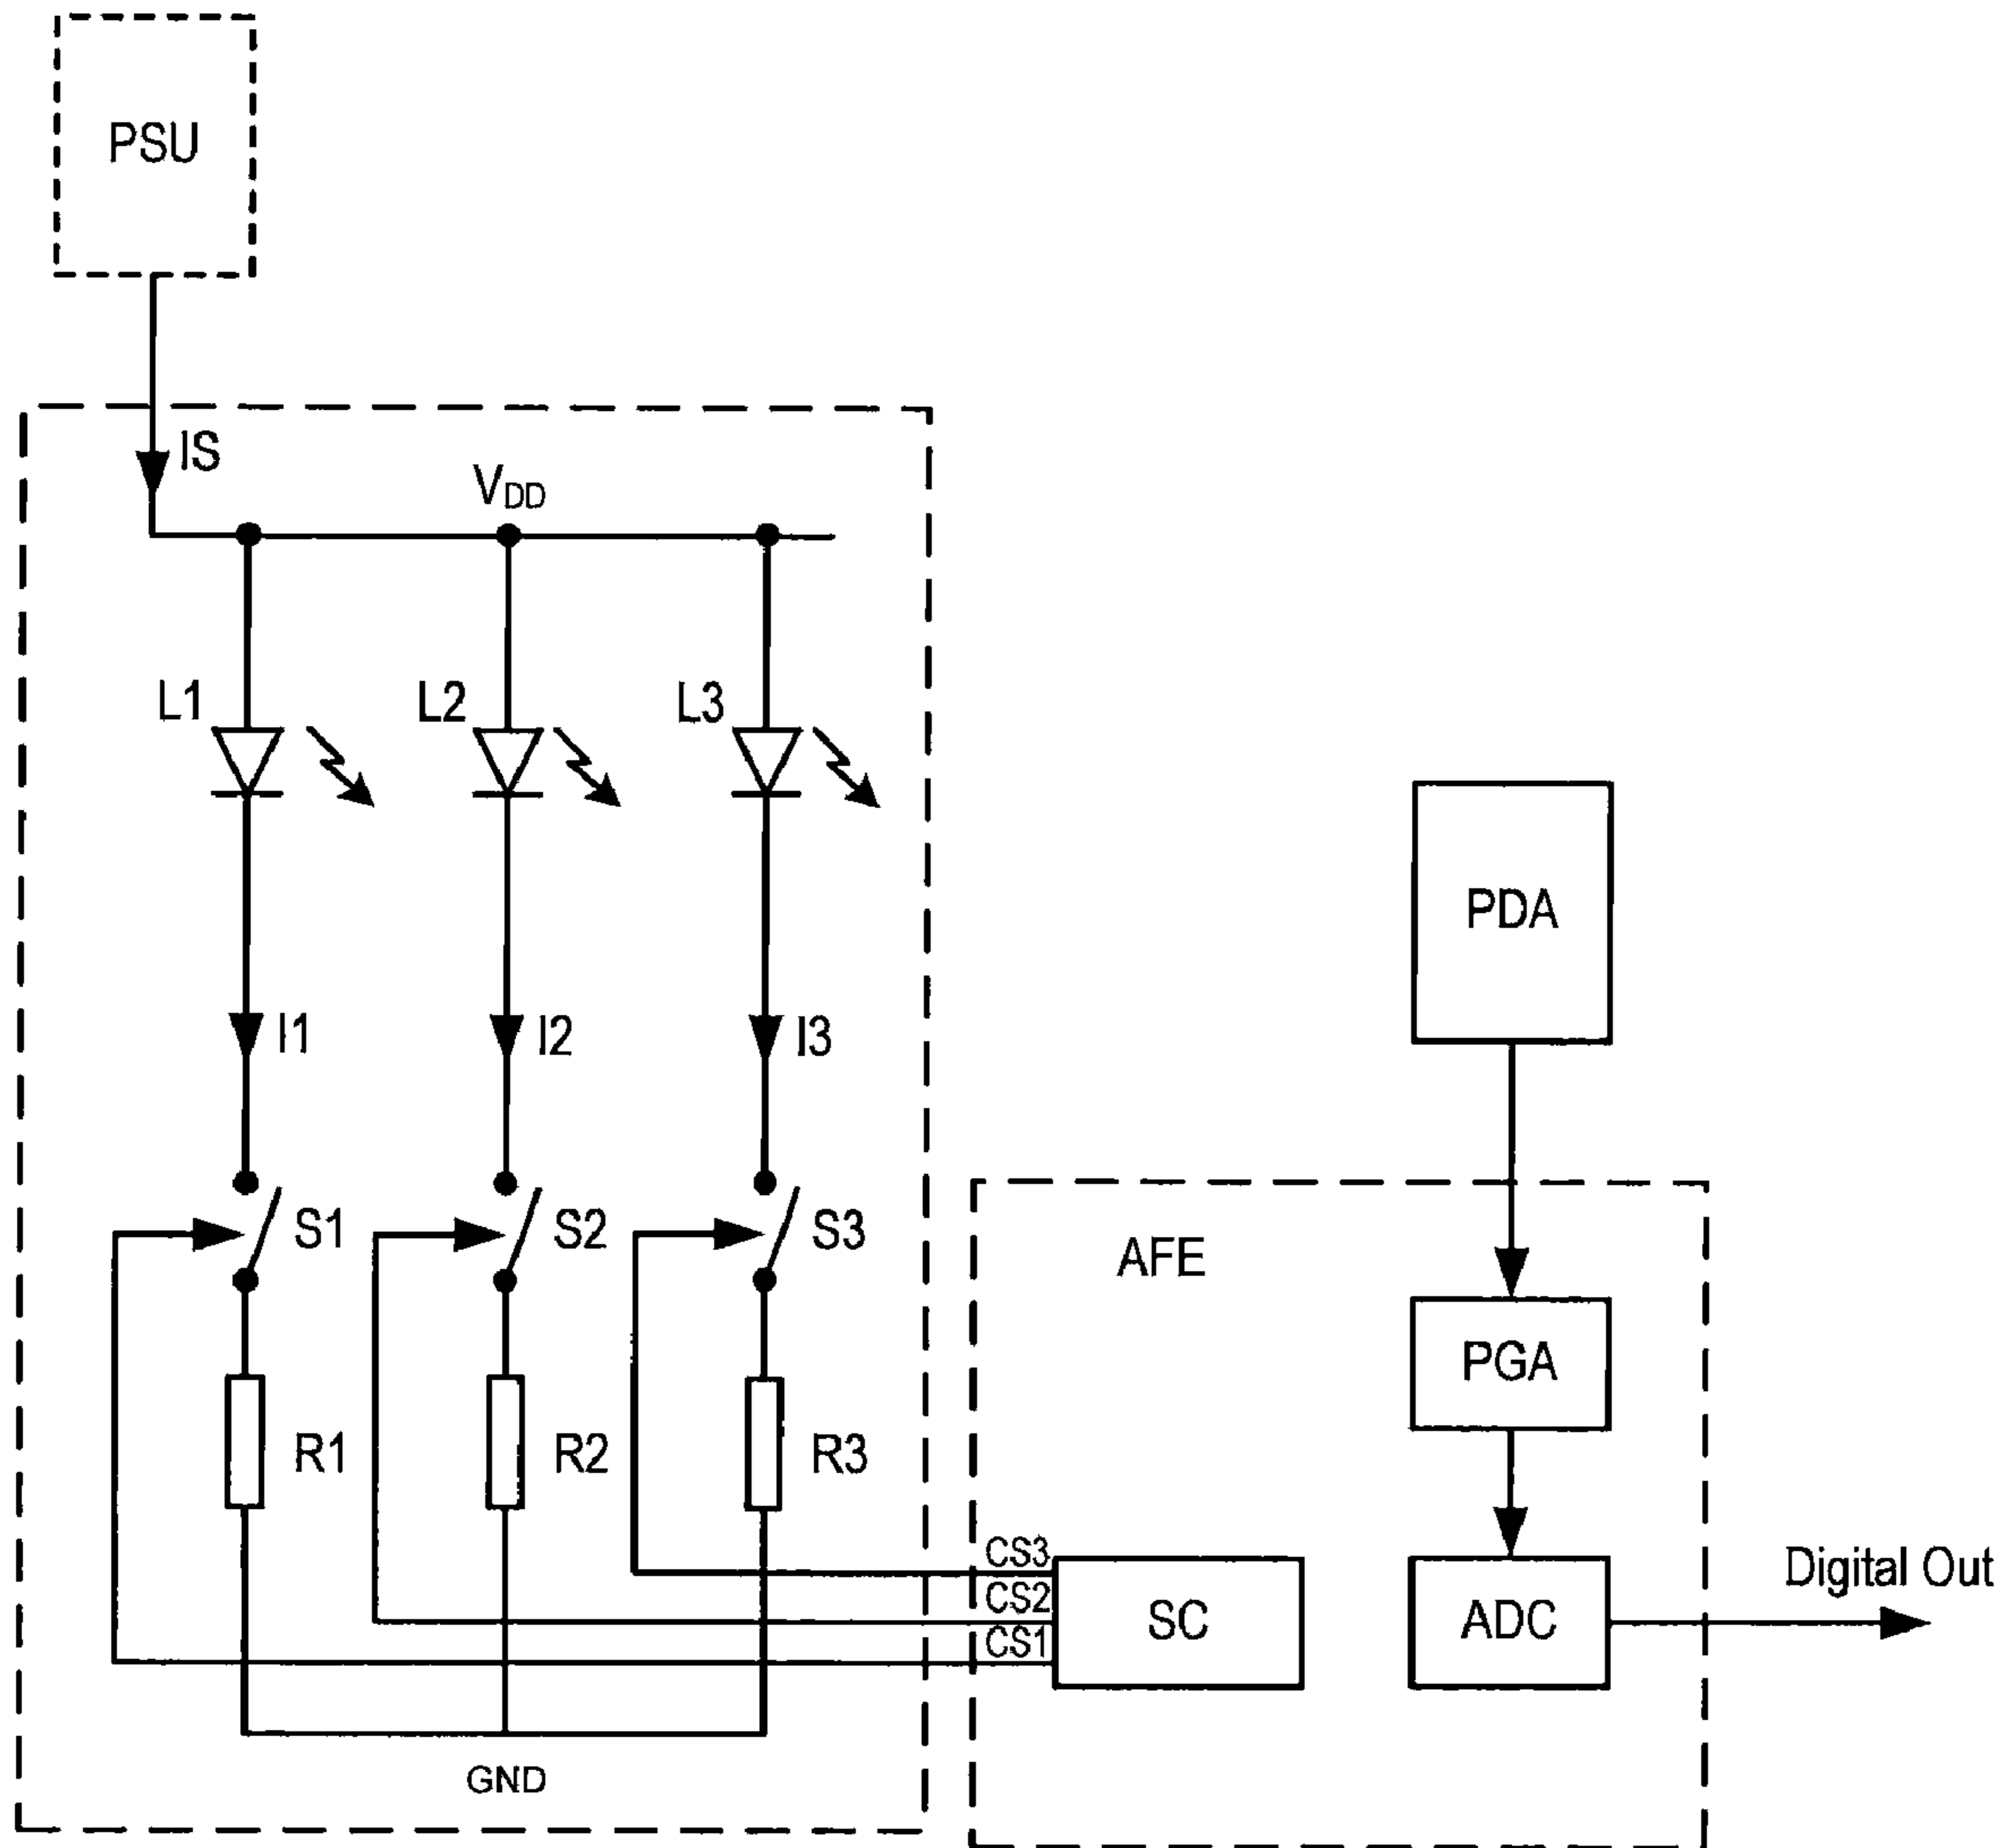 PSU
IS
VDD
L1
L2
L3
PDA
I1
I2
I3
S1
S2
S3
AFE
PGA
R1
R2
R3
CS3
CS2
CS1
SC
ADC
Digital Out
GND